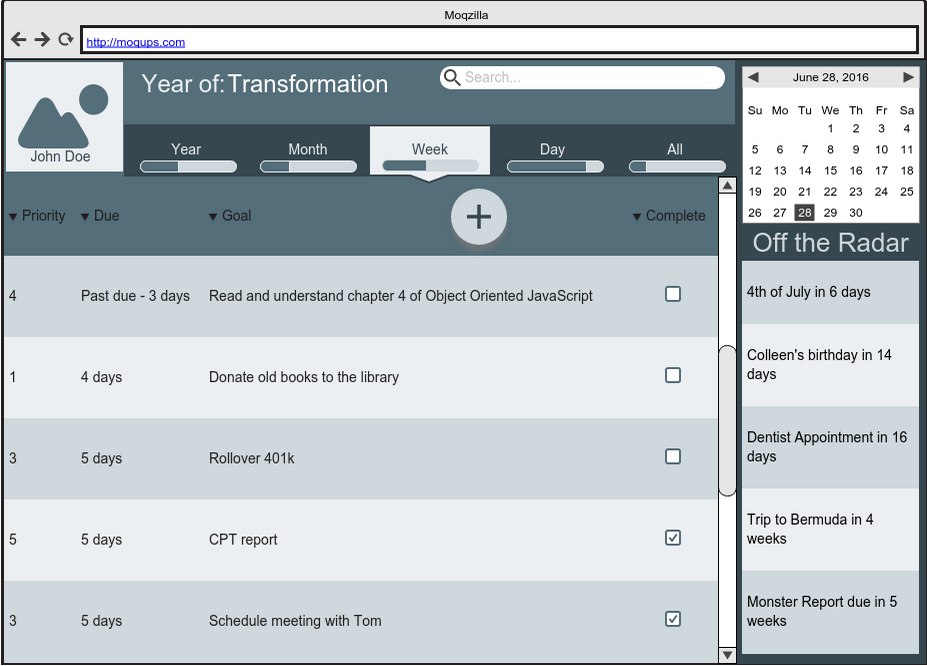 Moqzilla
http://moqups.com
John Doe
Year of: Transformation
Search...
Year Month Week Day All
Priority Due Goal + Complete
4 Past due - 3 days Read and understand chapter 4 of Object Oriented JavaScript
1 4 days Donate old books to the library
3 5 days Rollover 401k
5 5 days CPT report
3 5 days Schedule meeting with Tom
June 28, 2016
Su Mo Tu We Th Fr Sa
1 2 3 4
5 6 7 8 9 10 11
12 13 14 15 16 17 18
19 20 21 22 23 24 25
26 27 28 29 30
Off the Radar
4th of July in 6 days
Colleen's birthday in 14
days
Dentist Appointment in 16
days
Trip to Bermuda in 4
weeks
Monster Report due in 5
weeks